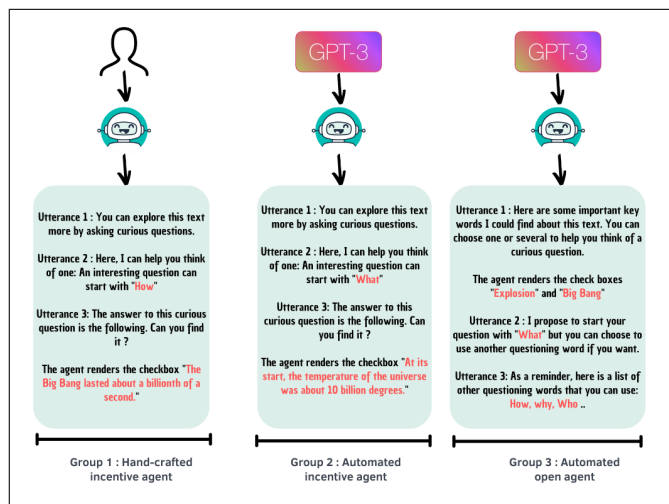 GPT-3
GPT-3
Utterance 1 : You can explore this text
more by asking curious questions.
Utterance 2 : Here, I can help you think
of one: An interesting question can
start with "How"
Utterance 3: The answer to this curious
question is the following. Can you find
it ?
The agent renders the checkbox "The
Big Bang lasted about a billionth of a
second."
Utterance 1 : You can explore this text
more by asking curious questions.
Utterance 2 : Here, I can help you think
of one: An interesting question can
start with "What"
Utterance 3: The answer to this
curious question is the following. Can
you find it ?
The agent renders the checkbox "At its
start, the temperature of the universe
was about 10 billion degrees."
Utterance 1 : Here are some important key
words I could find about this text. You can
choose one or several to help you think of a
curious question.
The agent renders the check boxes
"Explosion" and "Big Bang"
Utterance 2 : I propose to start your
question with "What" but you can choose to
use another questioning word if you want.
Utterance 3: As a reminder, here is a list of
other questioning words that you can use:
How, why, Who ..
Group 1 : Hand-crafted
incentive agent
Group 2 : Automated
incentive agent
Group 3 : Automated
open agent